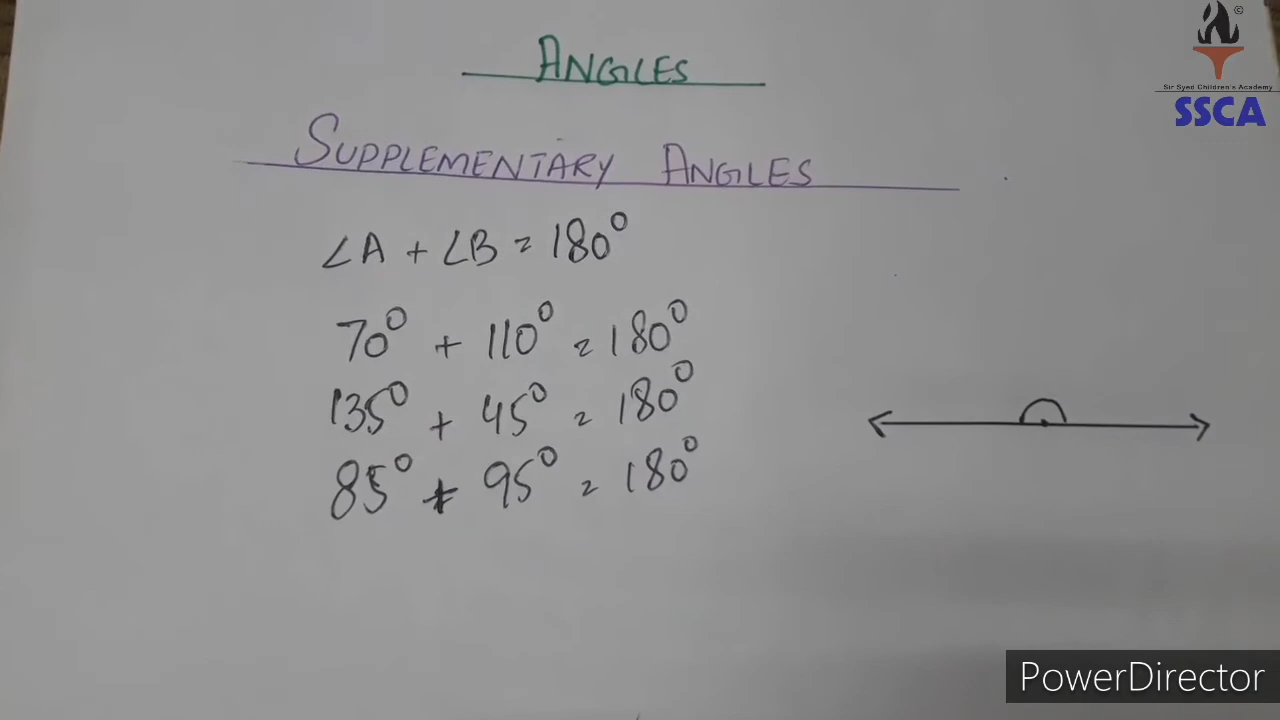 ANGLES
©
Sir Syed Children's Academy
SSCA
SUPPLEMENTARY ANGLES
∠A + ∠B = 180°
70° + 110° = 180°
135° + 45° = 180°
85° + 95° = 180°
PowerDirector